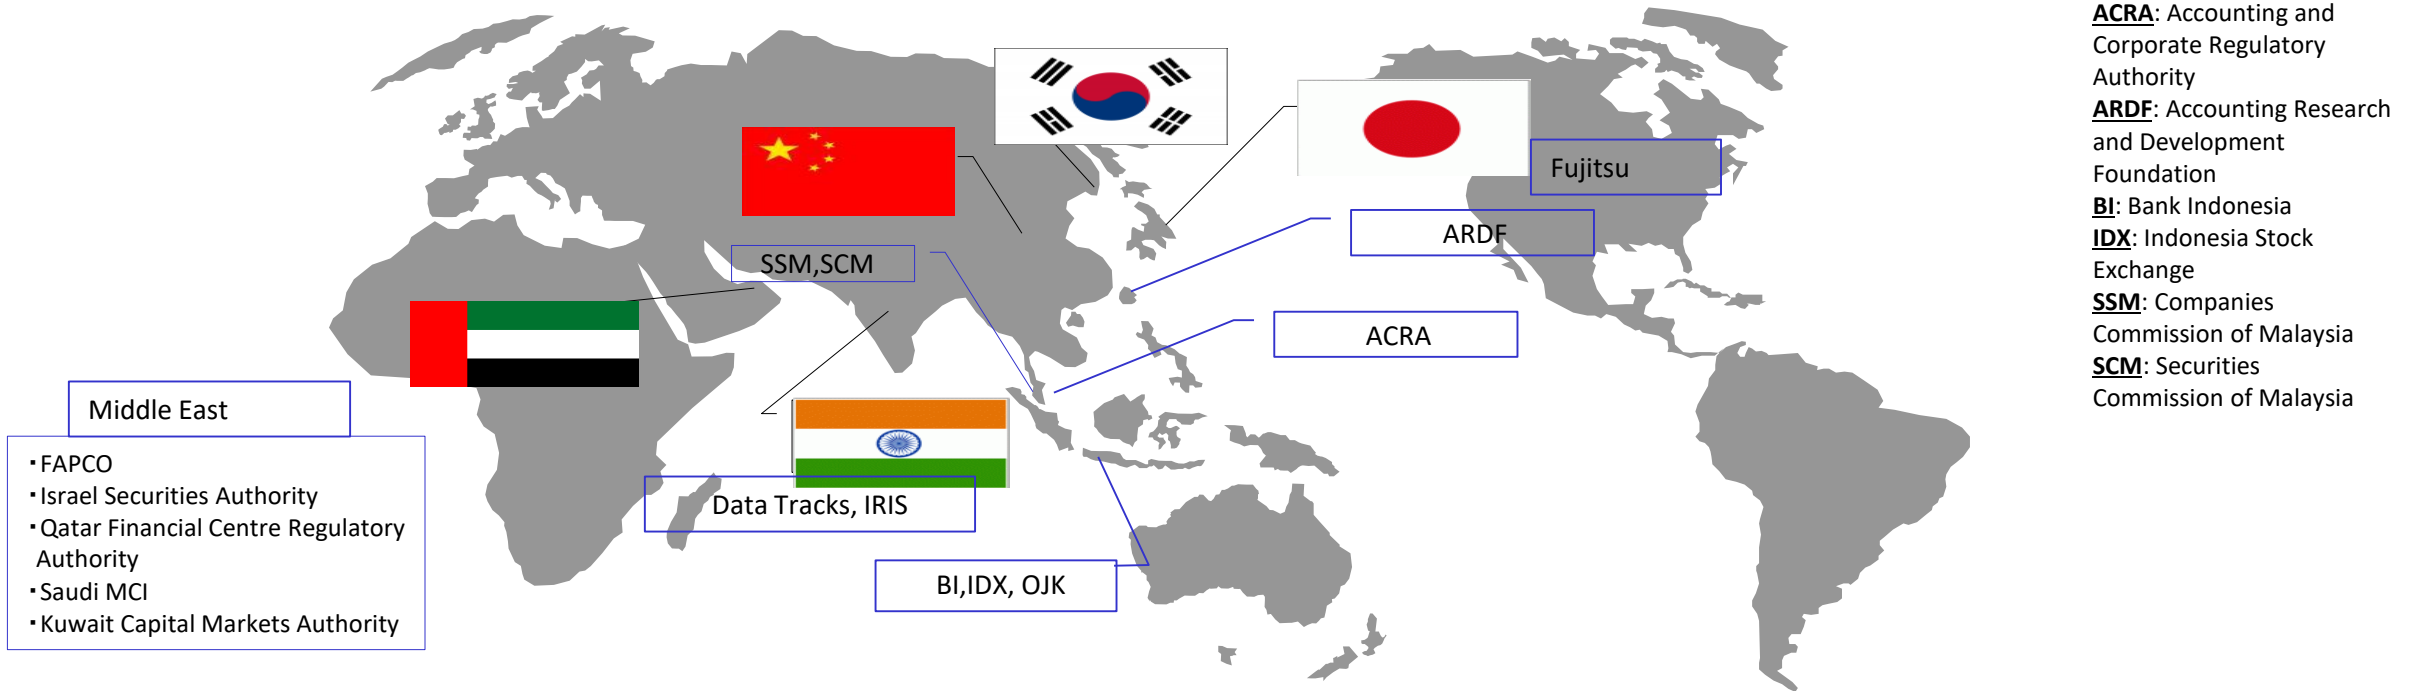 Fujitsu
ARDF
SSM,SCM
ACRA
Middle East
・FAPCO
・Israel Securities Authority
・Qatar Financial Centre Regulatory
Authority
・Saudi MCI
・Kuwait Capital Markets Authority
Data Tracks, IRIS
BI,IDX, OJK
ACRA: Accounting and
Corporate Regulatory
Authority
ARDF: Accounting Research
and Development
Foundation
BI: Bank Indonesia
IDX: Indonesia Stock
Exchange
SSM: Companies
Commission of Malaysia
SCM: Securities
Commission of Malaysia